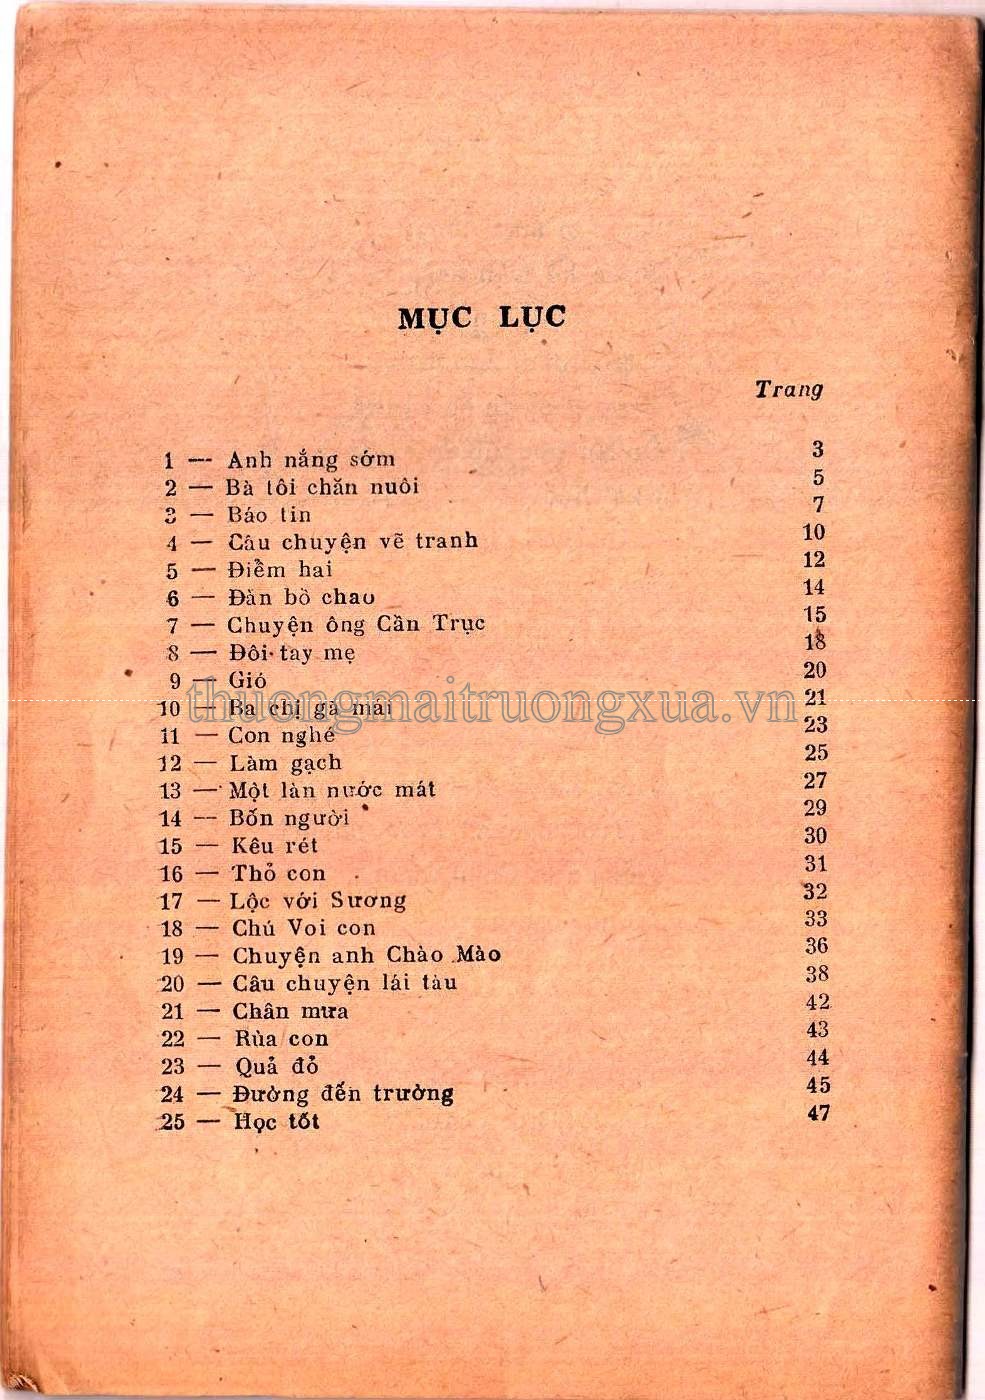 MỤC LỤC
Trang
1 — Anh nắng sớm 3
2 — Bà tôi chăn nuôi 5
3 — Báo tin 7
4 — Câu chuyện vẽ tranh 10
5 — Điểm hai 12
6 — Đàn bò chao 14
7 — Chuyện ông Cần Trục 15
8 — Đôi tay mẹ 18
9 — Gió 20
thuongmaitruongxua.vn
10 — Ba chị gà mái 21
11 — Con nghé 23
12 — Làm gạch 25
13 — Một làn nước mát 27
14 — Bốn người 29
15 — Kêu rét 30
16 — Thỏ con 31
17 — Lộc với Sương 32
18 — Chú Voi con 33
19 — Chuyện anh Chào Mào 36
20 — Câu chuyện lái tàu 38
21 — Chân mưa 42
22 — Rùa con 43
23 — Quả đỗ 44
24 — Đường đến trường 45
25 — Học tốt 47